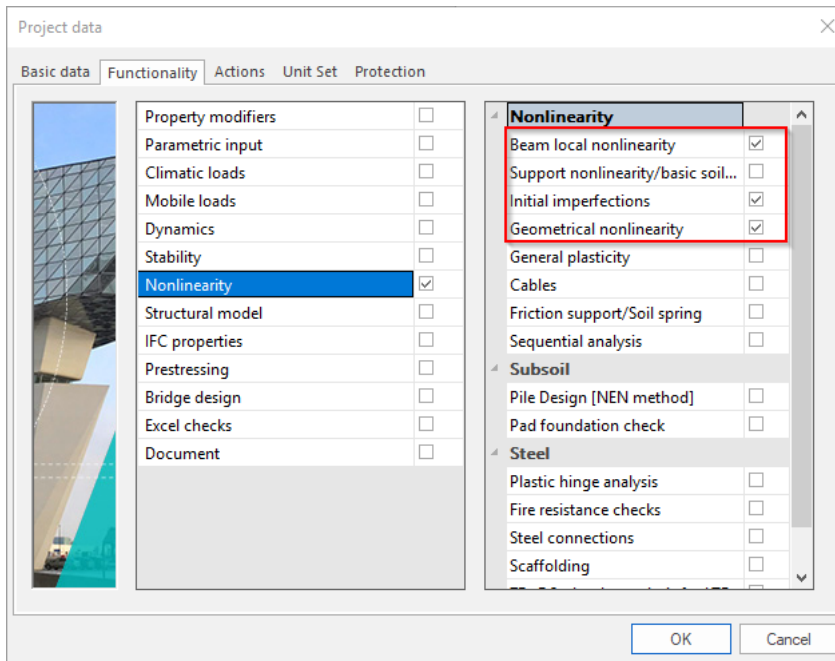 Project data
Basic data Functionality Actions Unit Set Protection
Property modifiers
Parametric input
Climatic loads
Mobile loads
Dynamics
Stability
Nonlinearity
Structural model
IFC properties
Prestressing
Bridge design
Excel checks
Document
Nonlinearity
Beam local nonlinearity
Support nonlinearity/basic soil...
Initial imperfections
Geometrical nonlinearity
General plasticity
Cables
Friction support/Soil spring
Sequential analysis
Subsoil
Pile Design [NEN method]
Pad foundation check
Steel
Plastic hinge analysis
Fire resistance checks
Steel connections
Scaffolding
OK Cancel